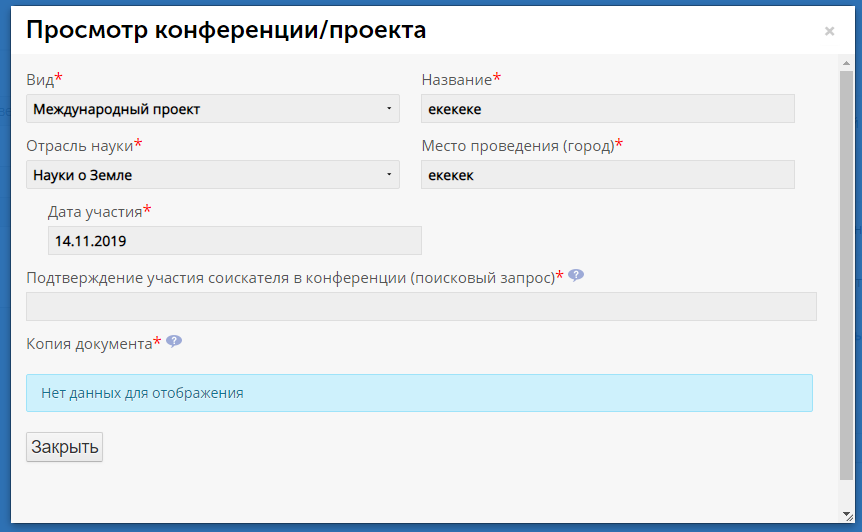 Просмотр конференции/проекта
×
Вид* Название*
Международный проект екекеке
Отрасль науки* Место проведения (город)*
Науки о Земле екекек
Дата участия*
14.11.2019
Подтверждение участия соискателя в конференции (поисковый запрос)* ?
Копия документа* ?
Нет данных для отображения
Закрыть